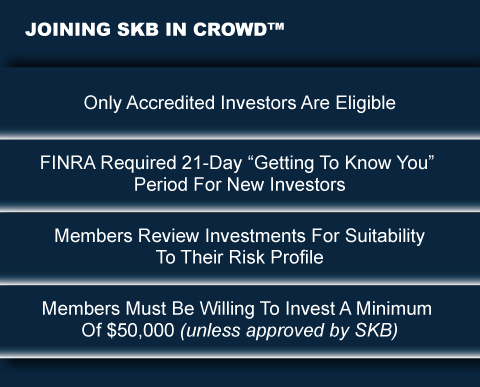 JOINING SKB IN CROWD™
Only Accredited Investors Are Eligible
FINRA Required 21-Day “Getting To Know You”
Period For New Investors
Members Review Investments For Suitability
To Their Risk Profile
Members Must Be Willing To Invest A Minimum
Of $50,000 (unless approved by SKB)